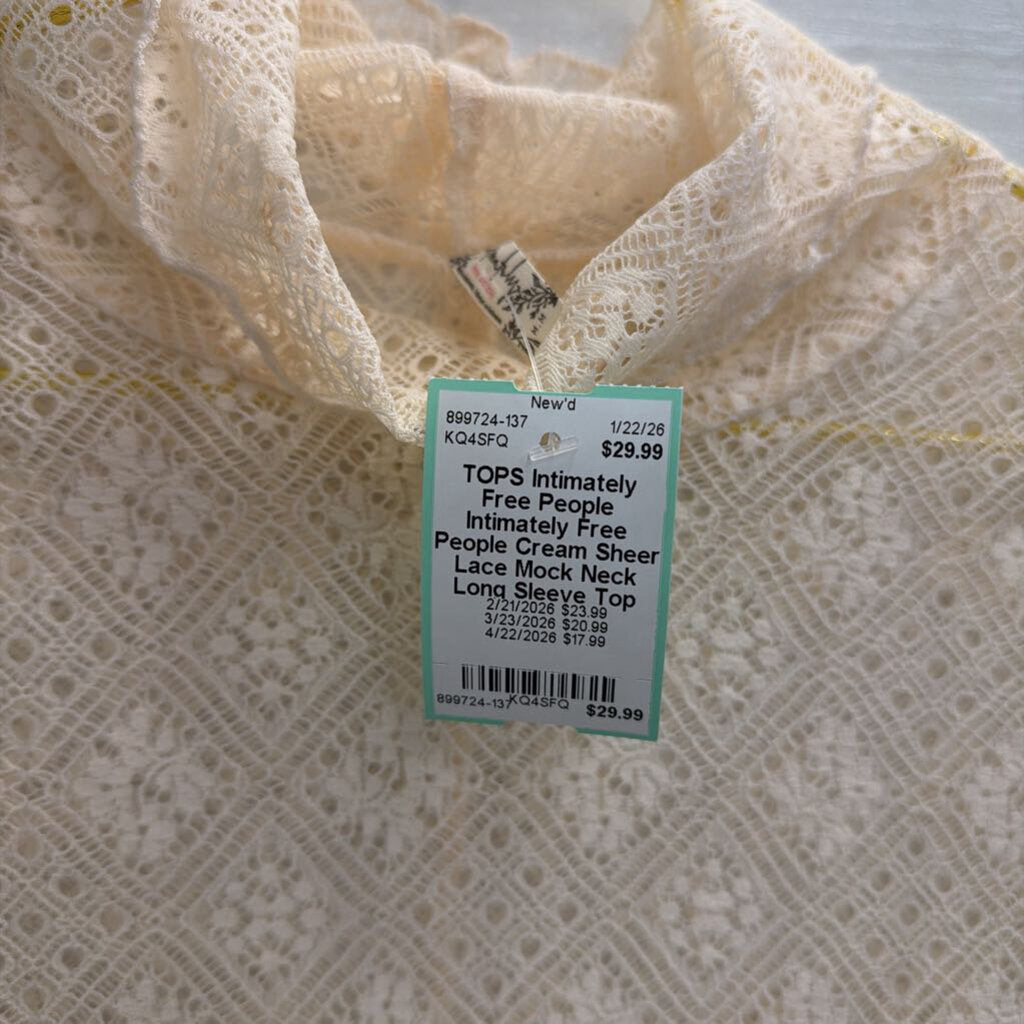 New'd
899724-137 1/22/26
KQ4SFQ $29.99
TOPS Intimately
Free People
Intimately Free
People Cream Sheer
Lace Mock Neck
Long Sleeve Top
2/21/2026 $23.99
3/23/2026 $20.99
4/22/2026 $17.99
899724-137 KQ4SFQ $29.99